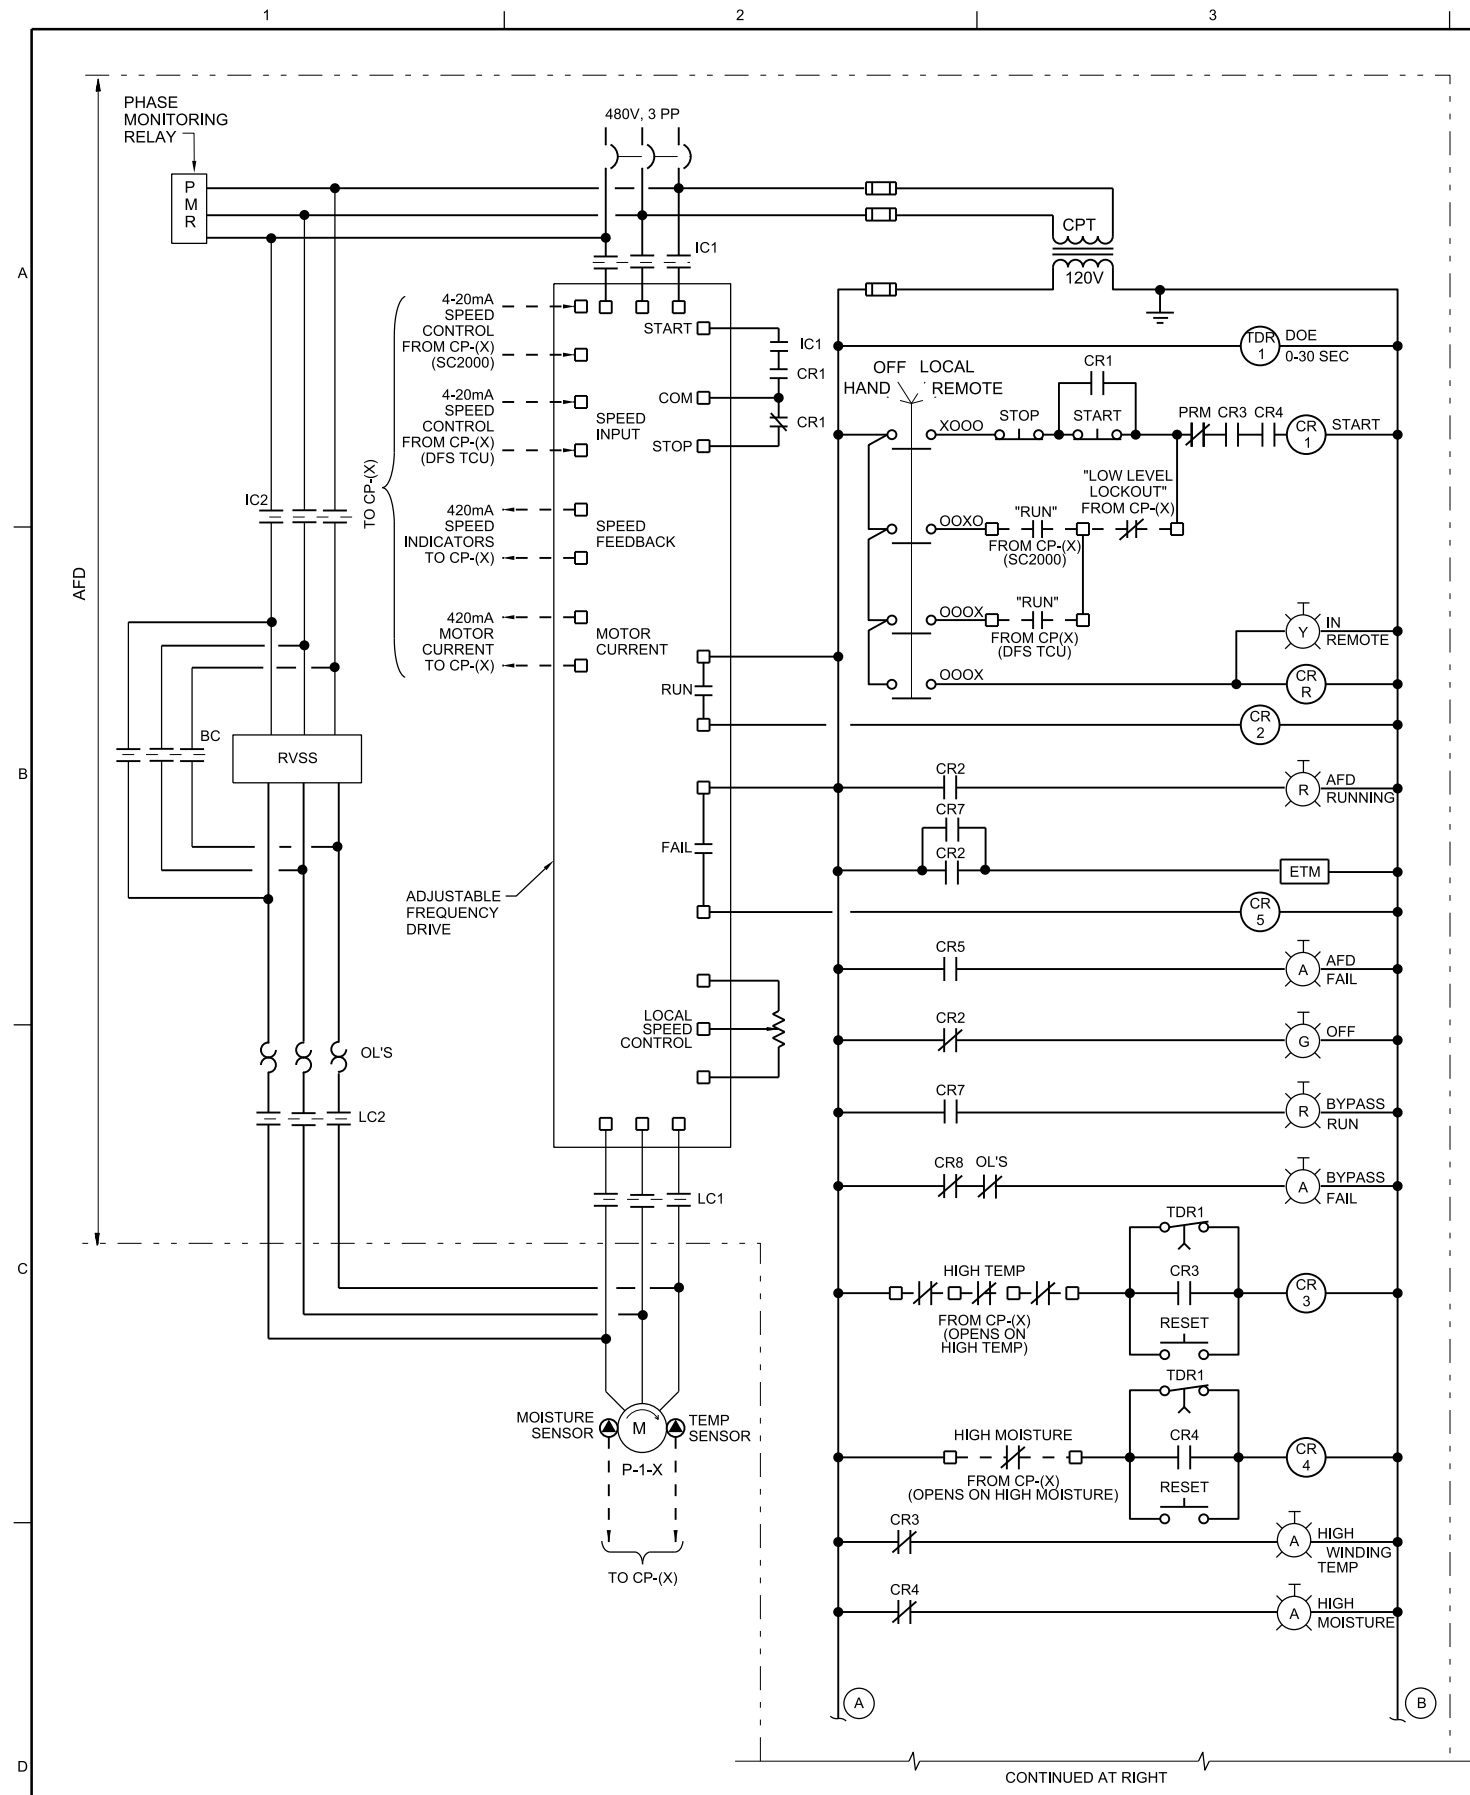 1
2
3
A
B
C
D
AFD
PHASE
MONITORING
RELAY
P
M
R
480V, 3 PP
IC1
CPT
120V
4-20mA
SPEED
CONTROL
FROM CP-(X)
(SC2000)
4-20mA
SPEED
CONTROL
FROM CP-(X)
(DFS TCU)
TO CP-(X)
420mA
SPEED
INDICATORS
TO CP-(X)
420mA
MOTOR
CURRENT
TO CP-(X)
SPEED
INPUT
SPEED
FEEDBACK
MOTOR
CURRENT
START
COM
STOP
IC1
CR1
CR1
RUN
FAIL
LOCAL
SPEED
CONTROL
ADJUSTABLE
FREQUENCY
DRIVE
IC2
BC
RVSS
OL'S
LC2
LC1
MOISTURE
SENSOR
M
TEMP
SENSOR
P-1-X
TO CP-(X)
TDR
1
DOE
0-30 SEC
OFF LOCAL
HAND REMOTE
CR1
XOOO
STOP
START
PRM CR3 CR4
CR
1
START
"LOW LEVEL
LOCKOUT"
FROM CP-(X)
OOXO
"RUN"
FROM CP-(X)
(SC2000)
OOOX
"RUN"
FROM CP(X)
(DFS TCU)
Y
IN
REMOTE
OOOX
CR
R
CR
2
CR2
R
AFD
RUNNING
CR7
CR2
ETM
CR
5
CR5
A
AFD
FAIL
CR2
G
OFF
CR7
R
BYPASS
RUN
CR8 OL'S
A
BYPASS
FAIL
TDR1
HIGH TEMP
CR3
CR
3
FROM CP-(X)
(OPENS ON
HIGH TEMP)
RESET
TDR1
HIGH MOISTURE
CR4
CR
4
FROM CP-(X)
(OPENS ON HIGH MOISTURE)
RESET
CR3
A
HIGH
WINDING
TEMP
CR4
A
HIGH
MOISTURE
A
B
CONTINUED AT RIGHT